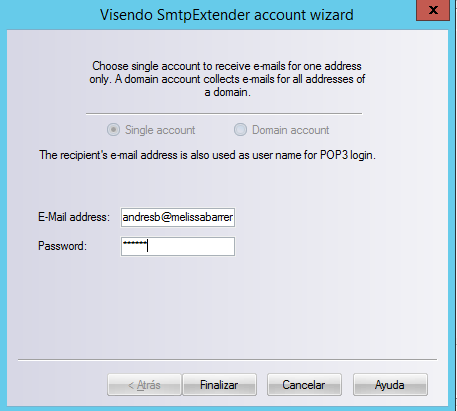 Visendo SmtpExtender account wizard
x
Choose single account to receive e-mails for one address
only. A domain account collects e-mails for all addresses of
a domain.
Single account Domain account
The recipient's e-mail address is also used as user name for POP3 login.
E-Mail address: andresb@melissabarrer
Password: ******
< Atrás Finalizar Cancelar Ayuda